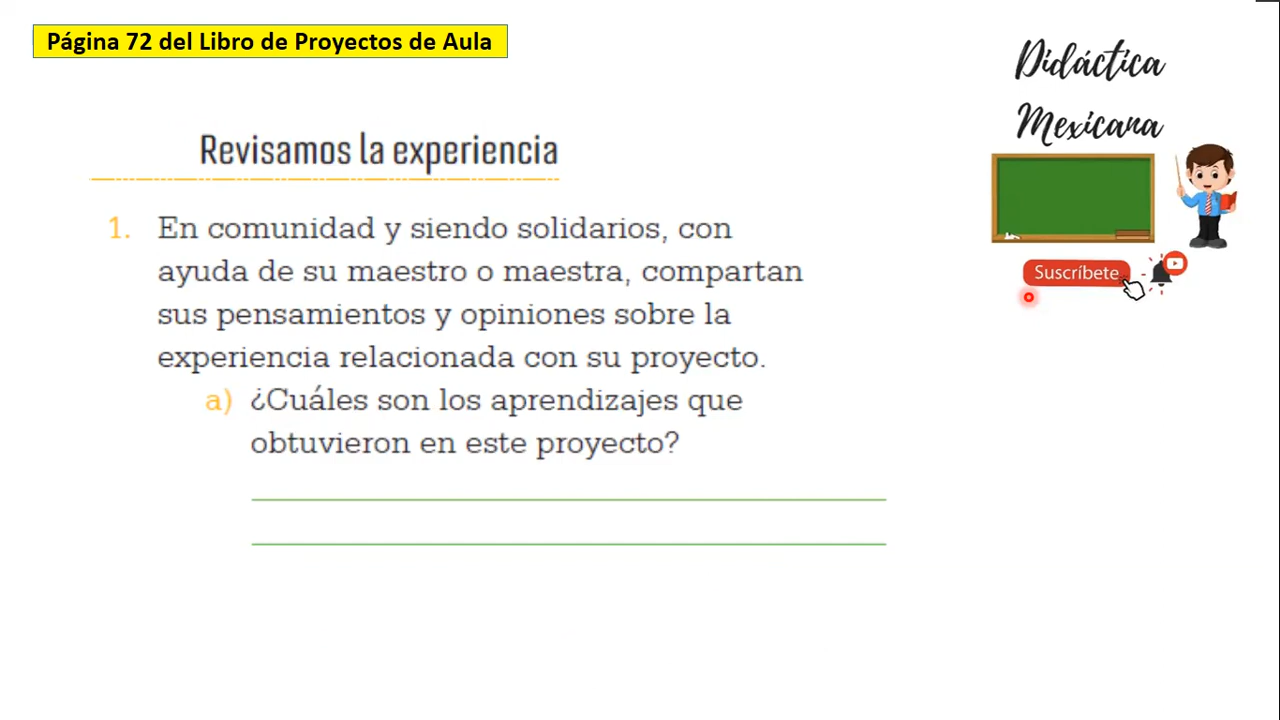 Página 72 del Libro de Proyectos de Aula
Didáctica
Mexicana
Revisamos la experiencia
Suscríbete
1. En comunidad y siendo solidarios, con
ayuda de su maestro o maestra, compartan
sus pensamientos y opiniones sobre la
experiencia relacionada con su proyecto.
a) ¿Cuáles son los aprendizajes que
obtuvieron en este proyecto?